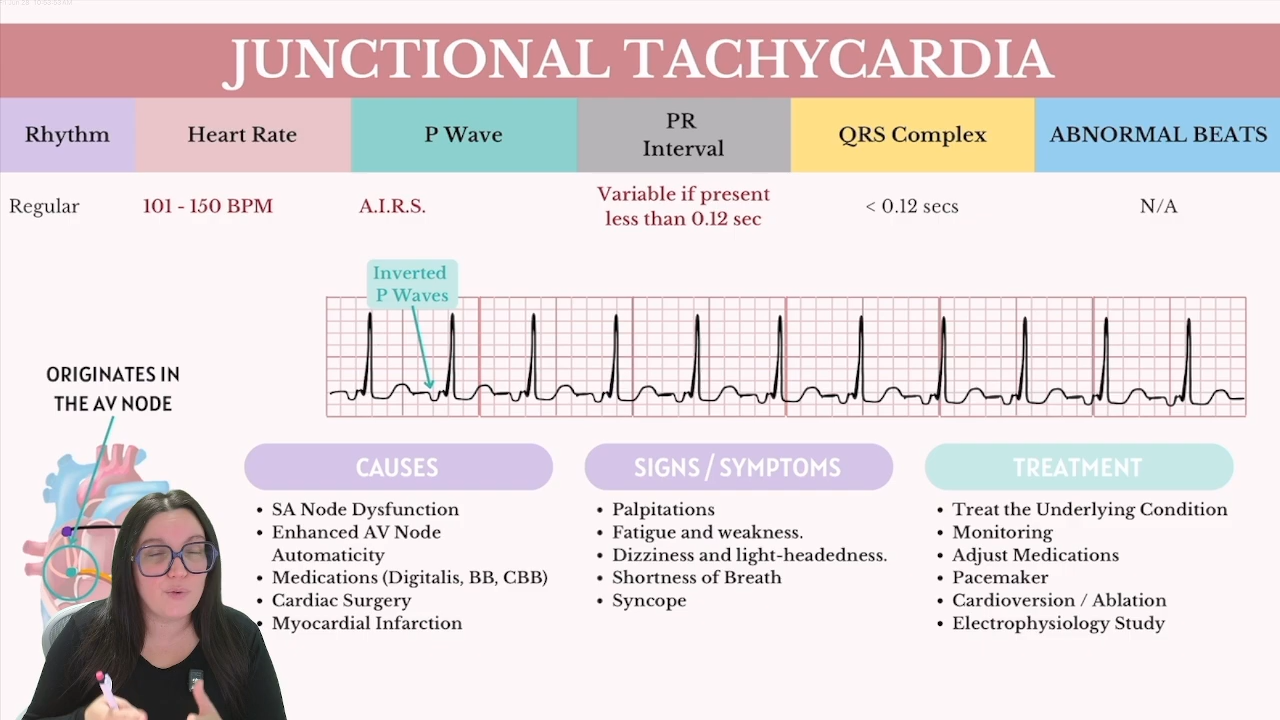 JUNCTIONAL TACHYCARDIA
Rhythm
Heart Rate
P Wave
PR
Interval
QRS Complex
ABNORMAL BEATS
Regular
101 - 150 BPM
A.I.R.S.
Variable if present
less than 0.12 sec
< 0.12 secs
N/A
Inverted
P Waves
ORIGINATES IN
THE AV NODE
CAUSES
• SA Node Dysfunction
• Enhanced AV Node
Automaticity
• Medications (Digitalis, BB, CBB)
• Cardiac Surgery
• Myocardial Infarction
SIGNS / SYMPTOMS
• Palpitations
• Fatigue and weakness.
• Dizziness and light-headedness.
• Shortness of Breath
• Syncope
TREATMENT
• Treat the Underlying Condition
• Monitoring
• Adjust Medications
• Pacemaker
• Cardioversion / Ablation
• Electrophysiology Study